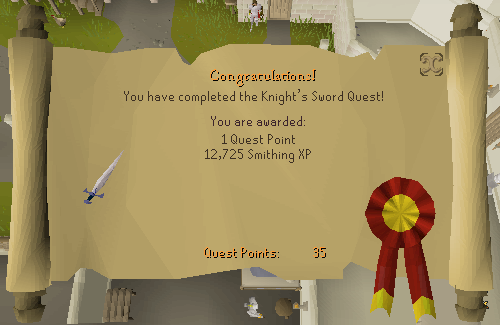 Congratulations!
You have completed the Knight's Sword Quest!
You are awarded:
1 Quest Point
12,725 Smithing XP
Quest Points: 35